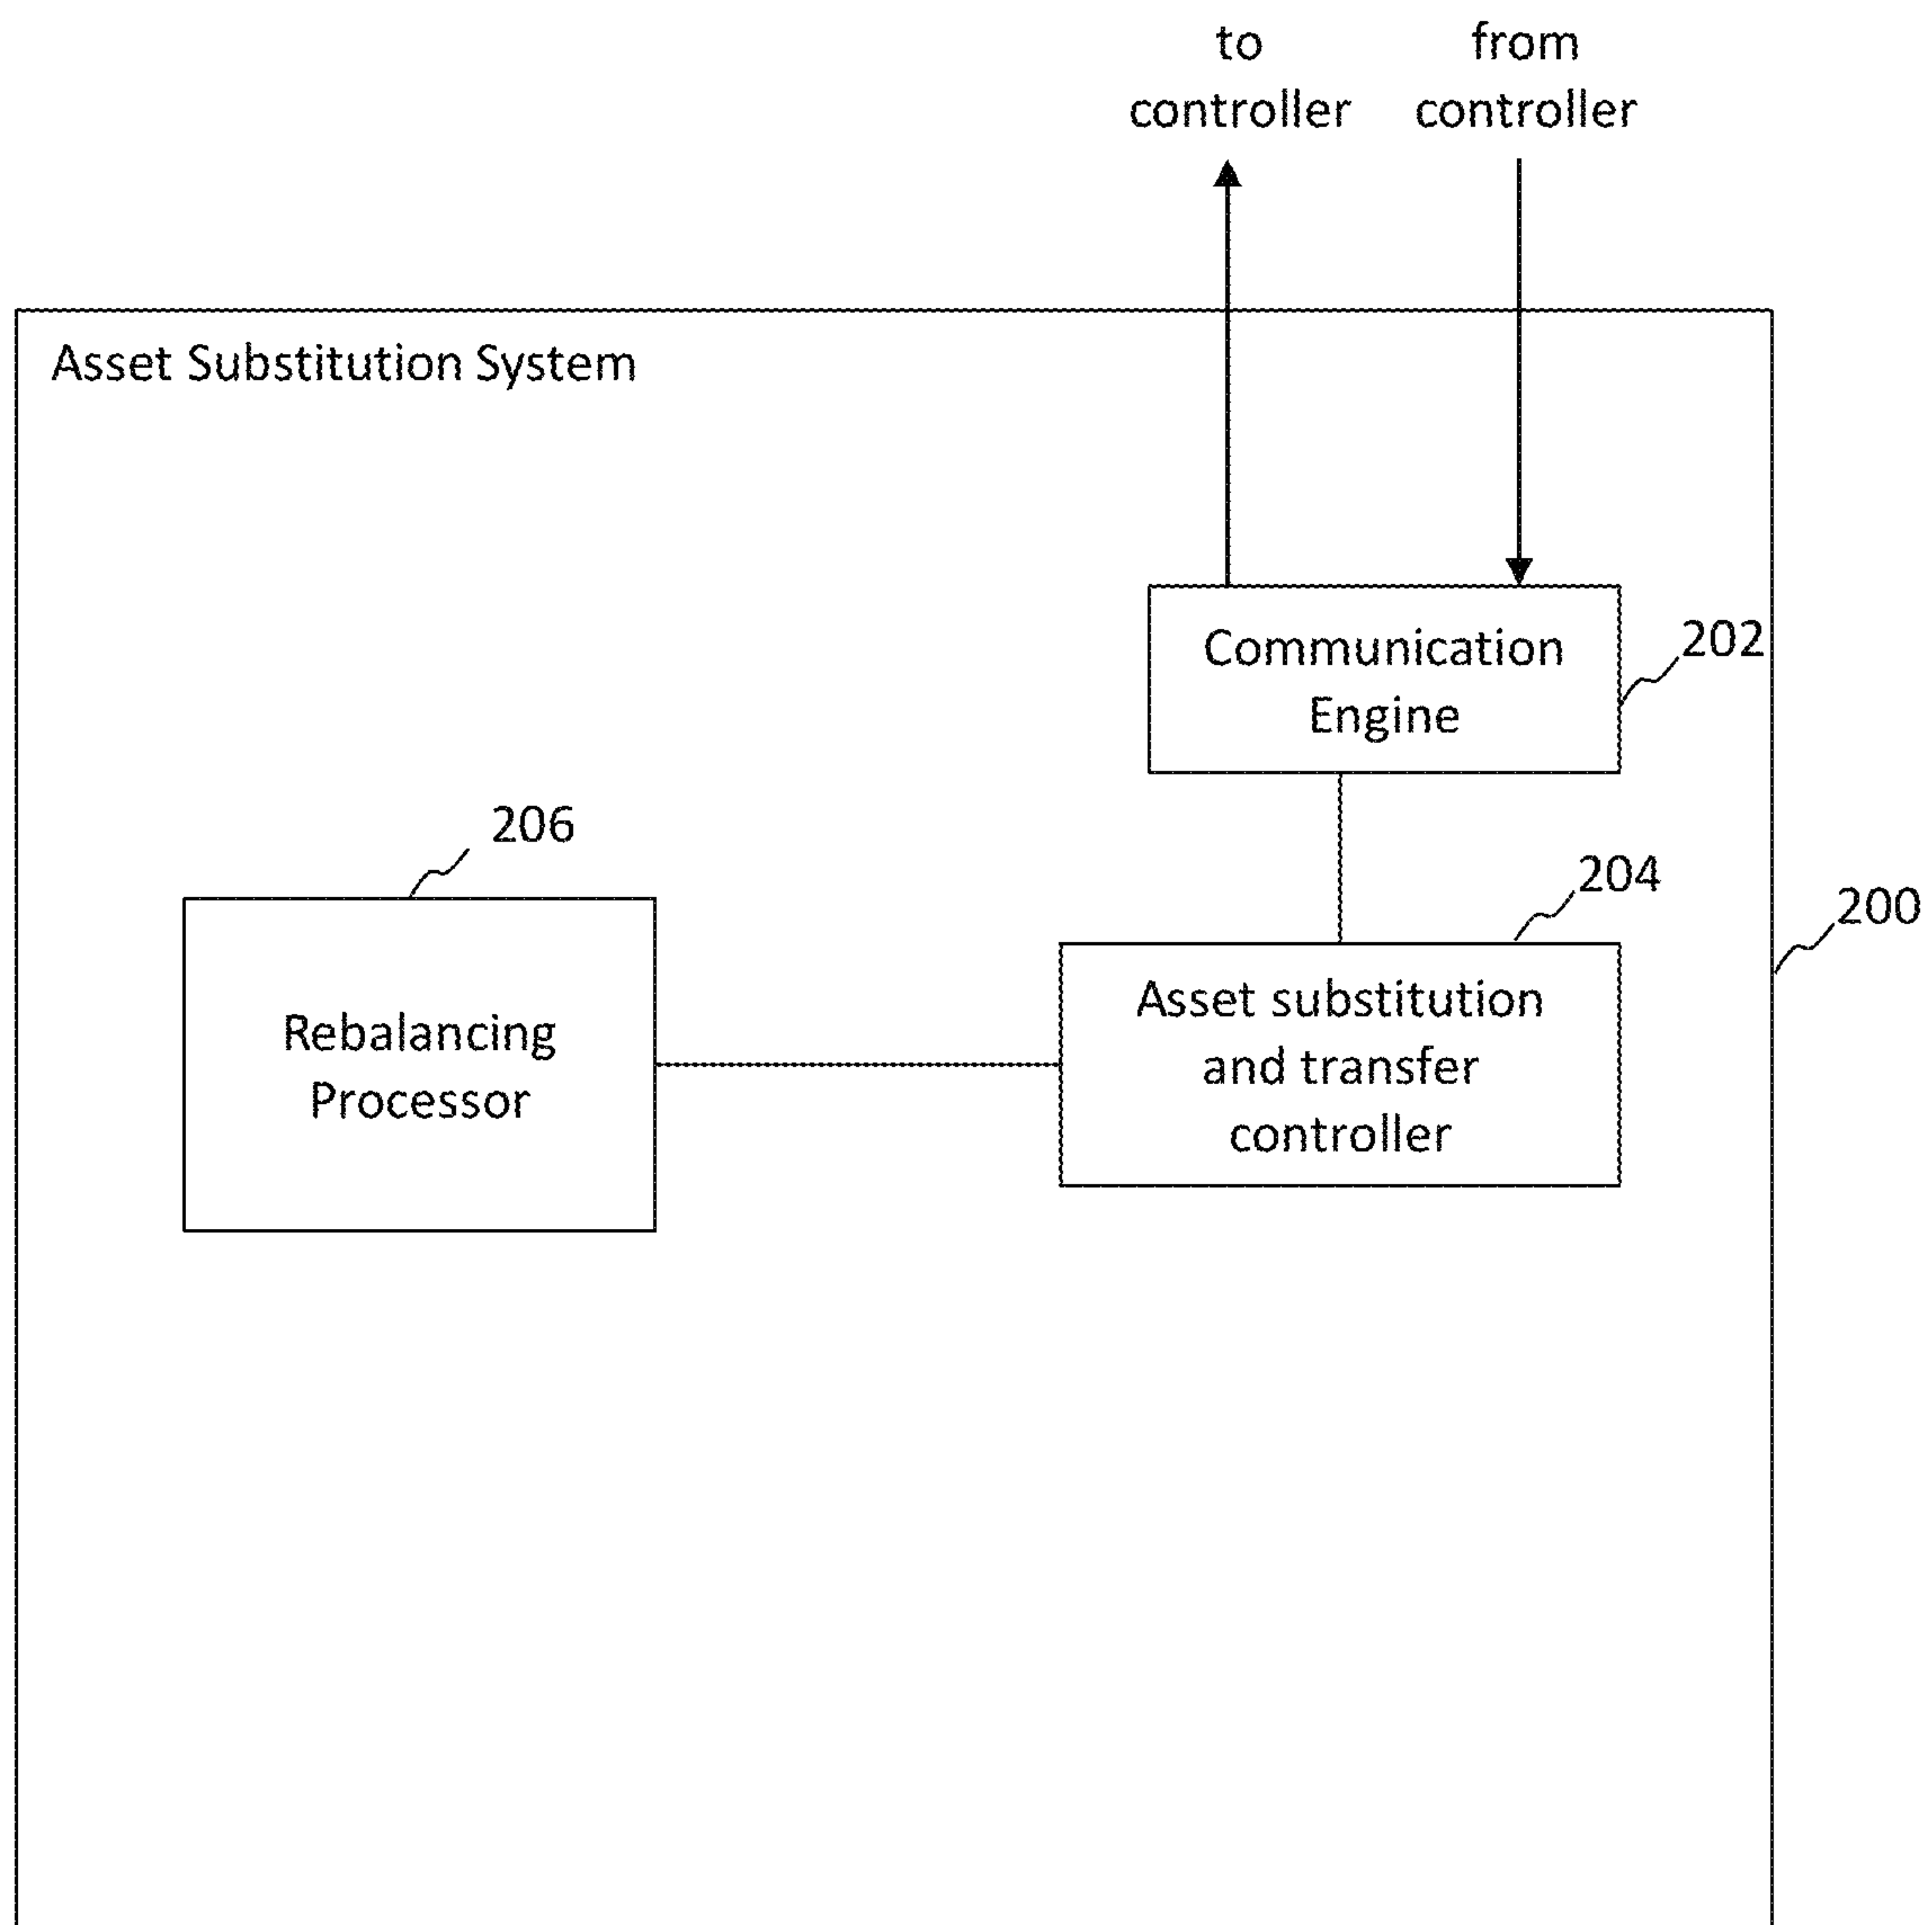 to
controller
from
controller
Asset Substitution System
Communication
Engine
202
206
Rebalancing
Processor
204
Asset substitution
and transfer
controller
200